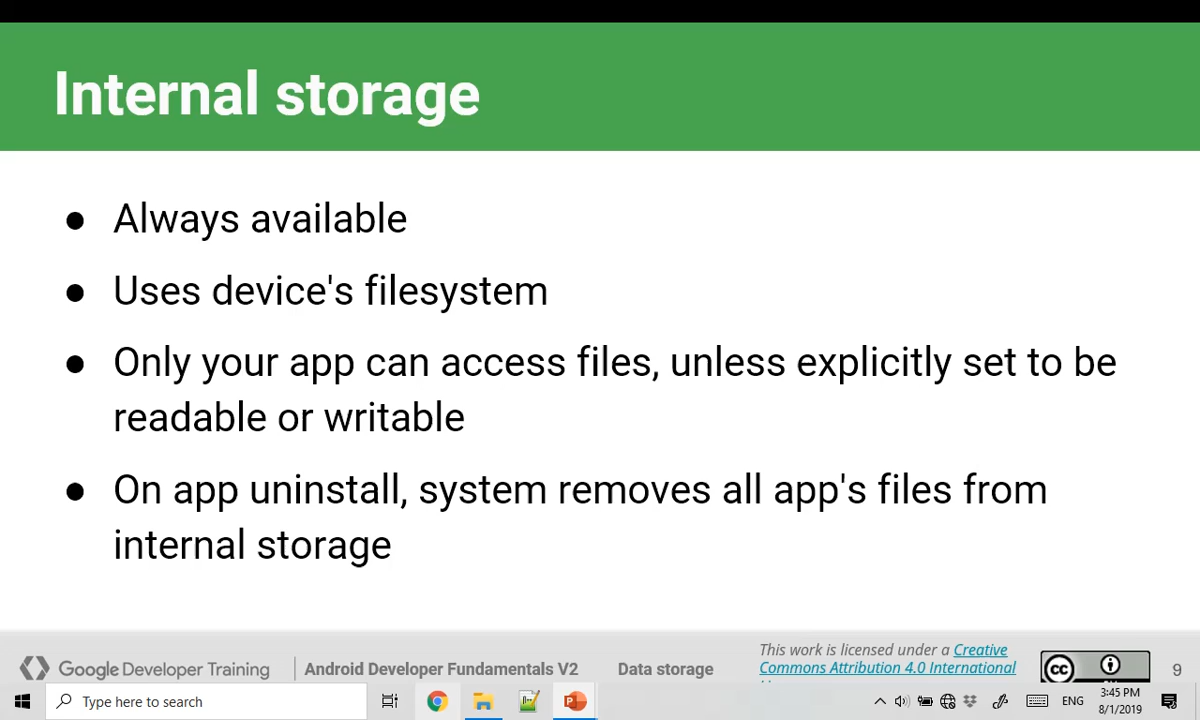 Internal storage
● Always available
● Uses device's filesystem
● Only your app can access files, unless explicitly set to be
readable or writable
● On app uninstall, system removes all app's files from
internal storage
Google Developer Training
Android Developer Fundamentals V2
Data storage
This work is licensed under a Creative
Commons Attribution 4.0 International
cc
9
Type here to search
ENG
3:45 PM
8/1/2019